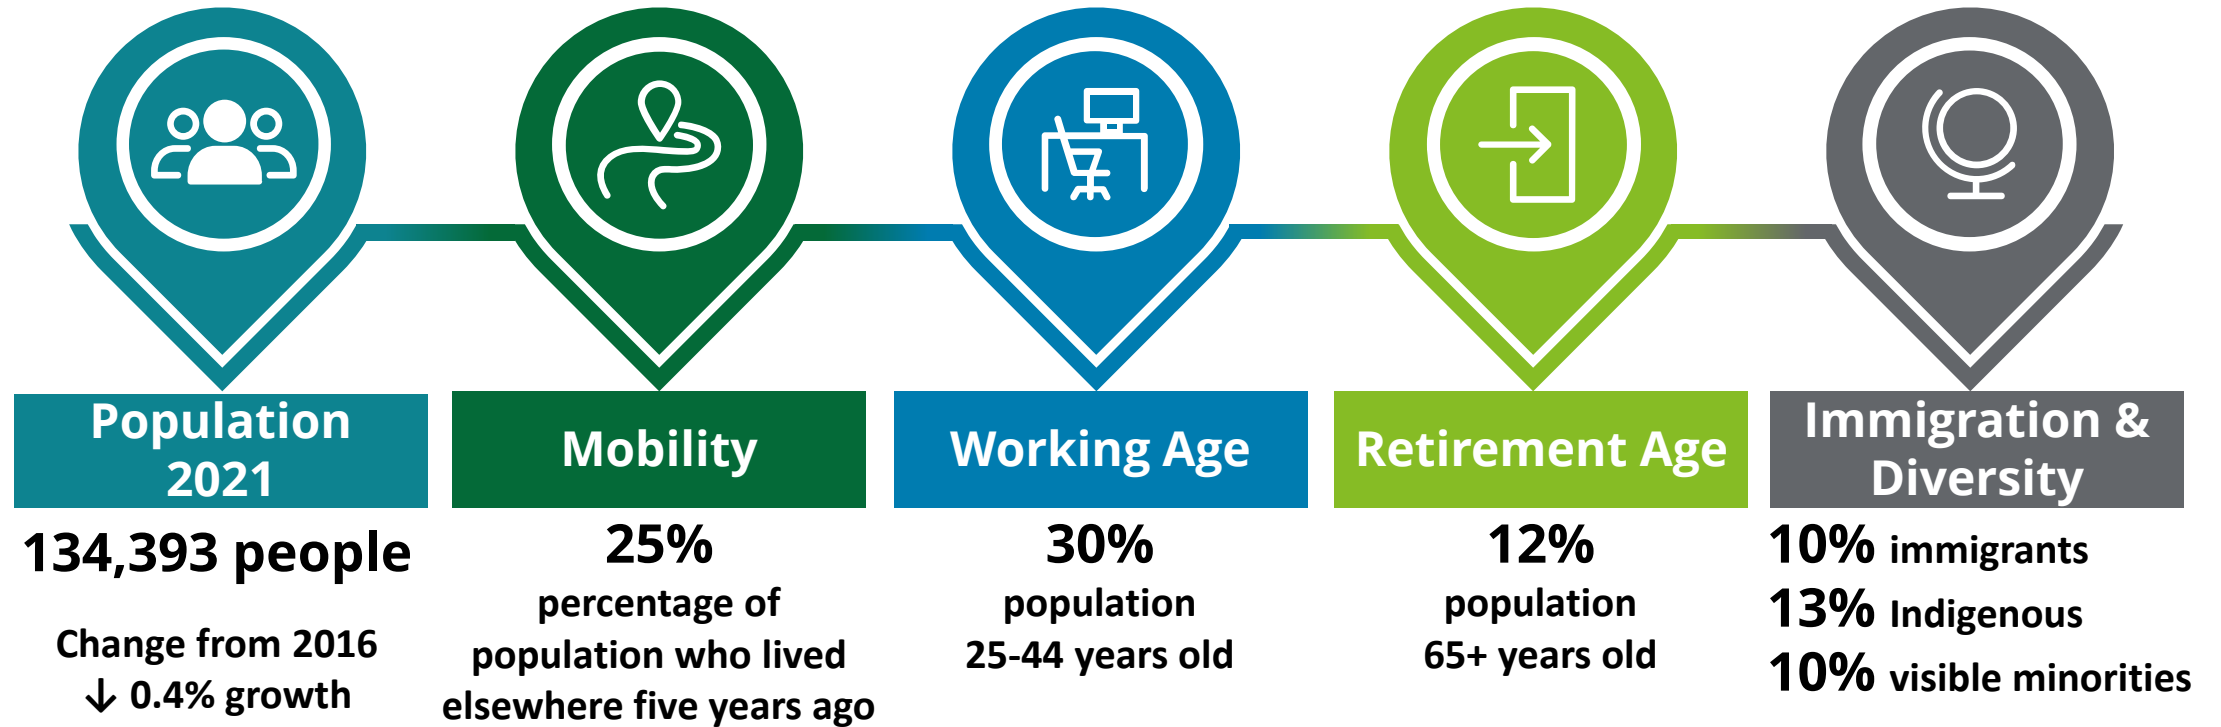 Population
2021
134,393 people
Change from 2016
↓ 0.4% growth
Mobility
25%
percentage of
population who lived
elsewhere five years ago
Working Age
30%
population
25-44 years old
Retirement Age
12%
population
65+ years old
Immigration &
Diversity
10% immigrants
13% Indigenous
10% visible minorities